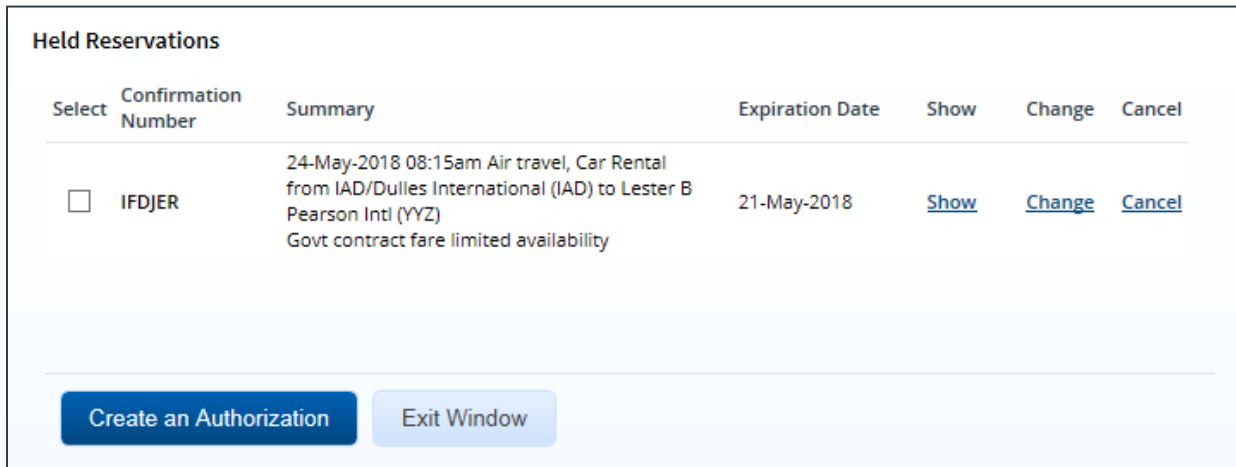 Held Reservations
Select Confirmation Number Summary Expiration Date Show Change Cancel
24-May-2018 08:15am Air travel, Car Rental
from IAD/Dulles International (IAD) to Lester B
Pearson Intl (YYZ)
Govt contract fare limited availability
IFDJER 21-May-2018 Show Change Cancel
Create an Authorization Exit Window